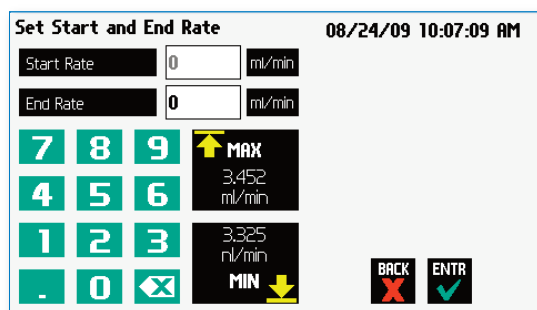 Set Start and End Rate 08/24/09 10:07:09 AM
Start Rate 0 ml/min
End Rate 0 ml/min
7 8 9 MAX
3.452
ml/min
4 5 6
1 2 3 3.325
nl/min
. 0 MIN BACK ENTR